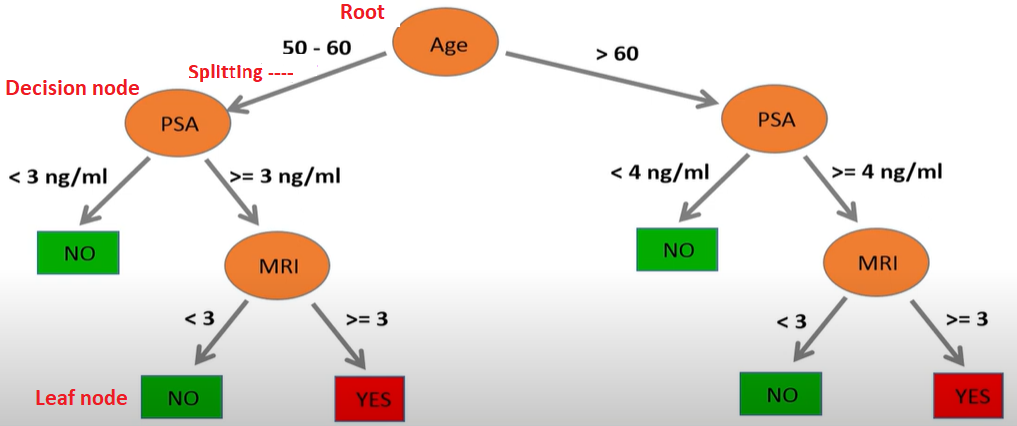 Root
Age
50 - 60
> 60
Splitting ----
Decision node
PSA
PSA
< 3 ng/ml
>= 3 ng/ml
< 4 ng/ml
>= 4 ng/ml
NO
MRI
NO
MRI
< 3
>= 3
< 3
>= 3
Leaf node
NO
YES
NO
YES